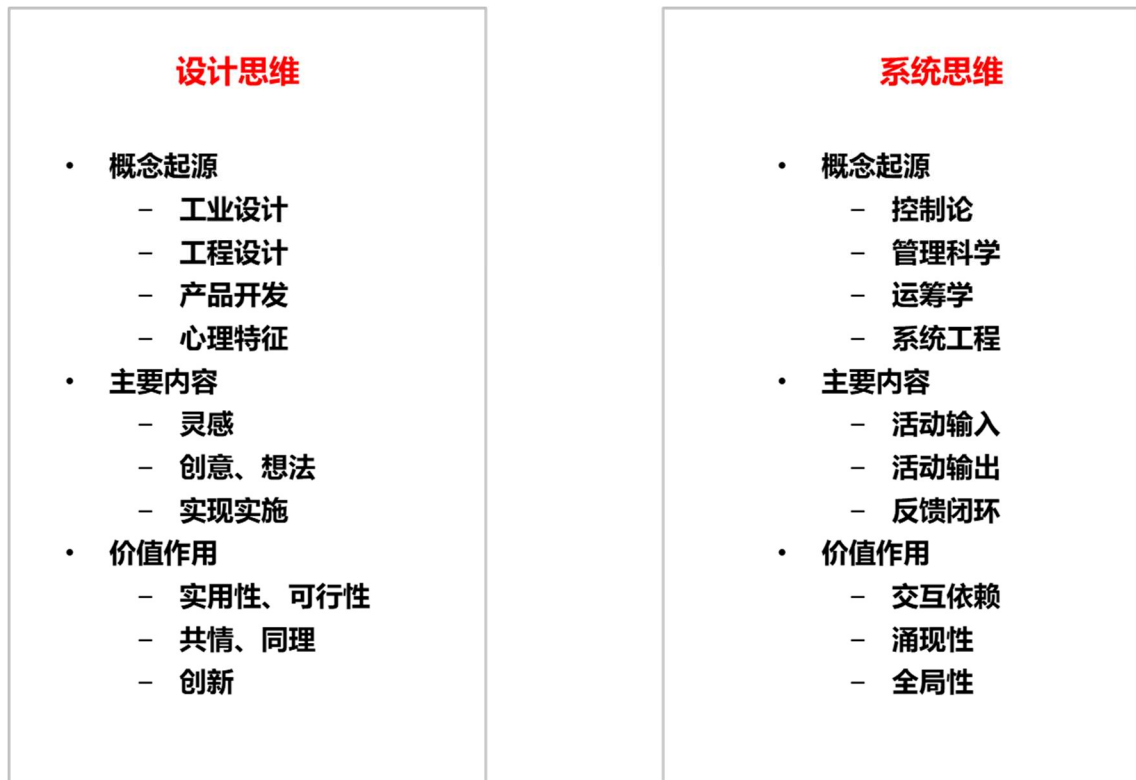 设计思维
• 概念起源
– 工业设计
– 工程设计
– 产品开发
– 心理特征
• 主要内容
– 灵感
– 创意、想法
– 实现实施
• 价值作用
– 实用性、可行性
– 共情、同理
– 创新
系统思维
• 概念起源
– 控制论
– 管理科学
– 运筹学
– 系统工程
• 主要内容
– 活动输入
– 活动输出
– 反馈闭环
• 价值作用
– 交互依赖
– 涌现性
– 全局性